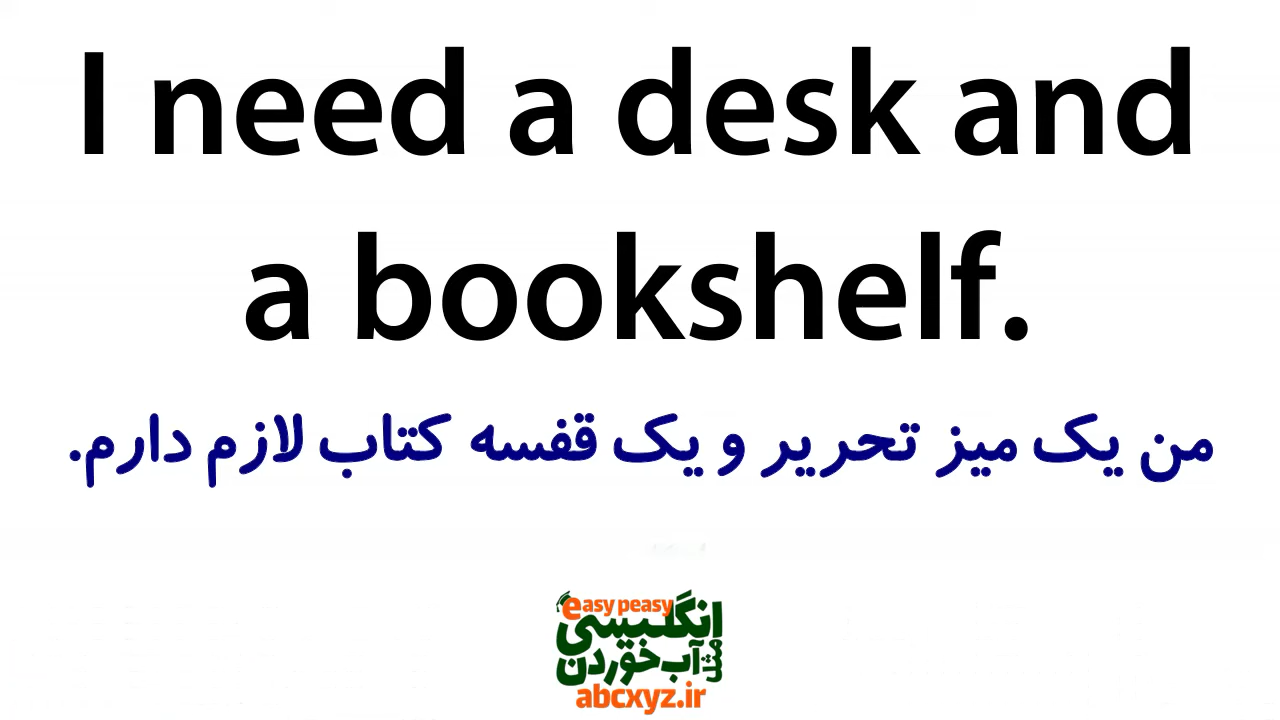 I need a desk and
a bookshelf.
من یک میز تحریر و یک قفسه کتاب لازم دارم.
easy peasy
انگلیسی
مثل آب خوردن
abcxyz.ir